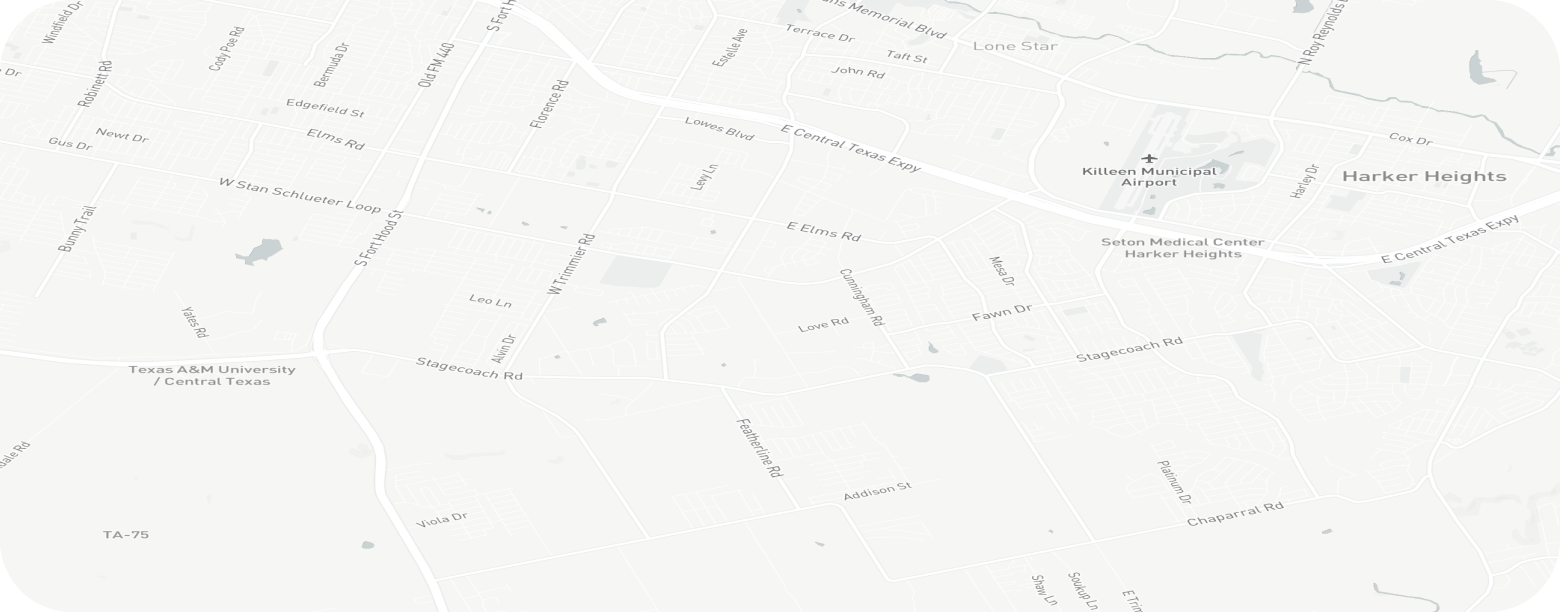 Windfield Dr
Cody Poe Rd
Bermuda Dr
Old FM 440
S Fort H
Estelle Ave
ns Memorial Blvd
Terrace Dr
Taft St
Lone Star
N Roy Reynolds
Dr
Robinett Rd
John Rd
Edgefield St
Florence Rd
Newt Dr
Elms Rd
Lowes Blvd
E Central Texas Expy
Cox Dr
Gus Dr
Killeen Municipal
Airport
Harley Dr
Harker Heights
W Stan Schlueter Loop
Levy Ln
Bunny Trail
S Fort Hood St
E Elms Rd
Seton Medical Center
Harker Heights
E Central Texas Expy
W Trimmier Rd
Mesa Dr
Leo Ln
Cunningham Rd
Yates Rd
Love Rd
Fawn Dr
Alvin Dr
Stagecoach Rd
Stagecoach Rd
Texas A&M University
/ Central Texas
Featherline Rd
dale Rd
Addison St
Platinum Dr
Viola Dr
Chaparral Rd
TA-75
Shaw Ln
Soukup Ln
E Trim